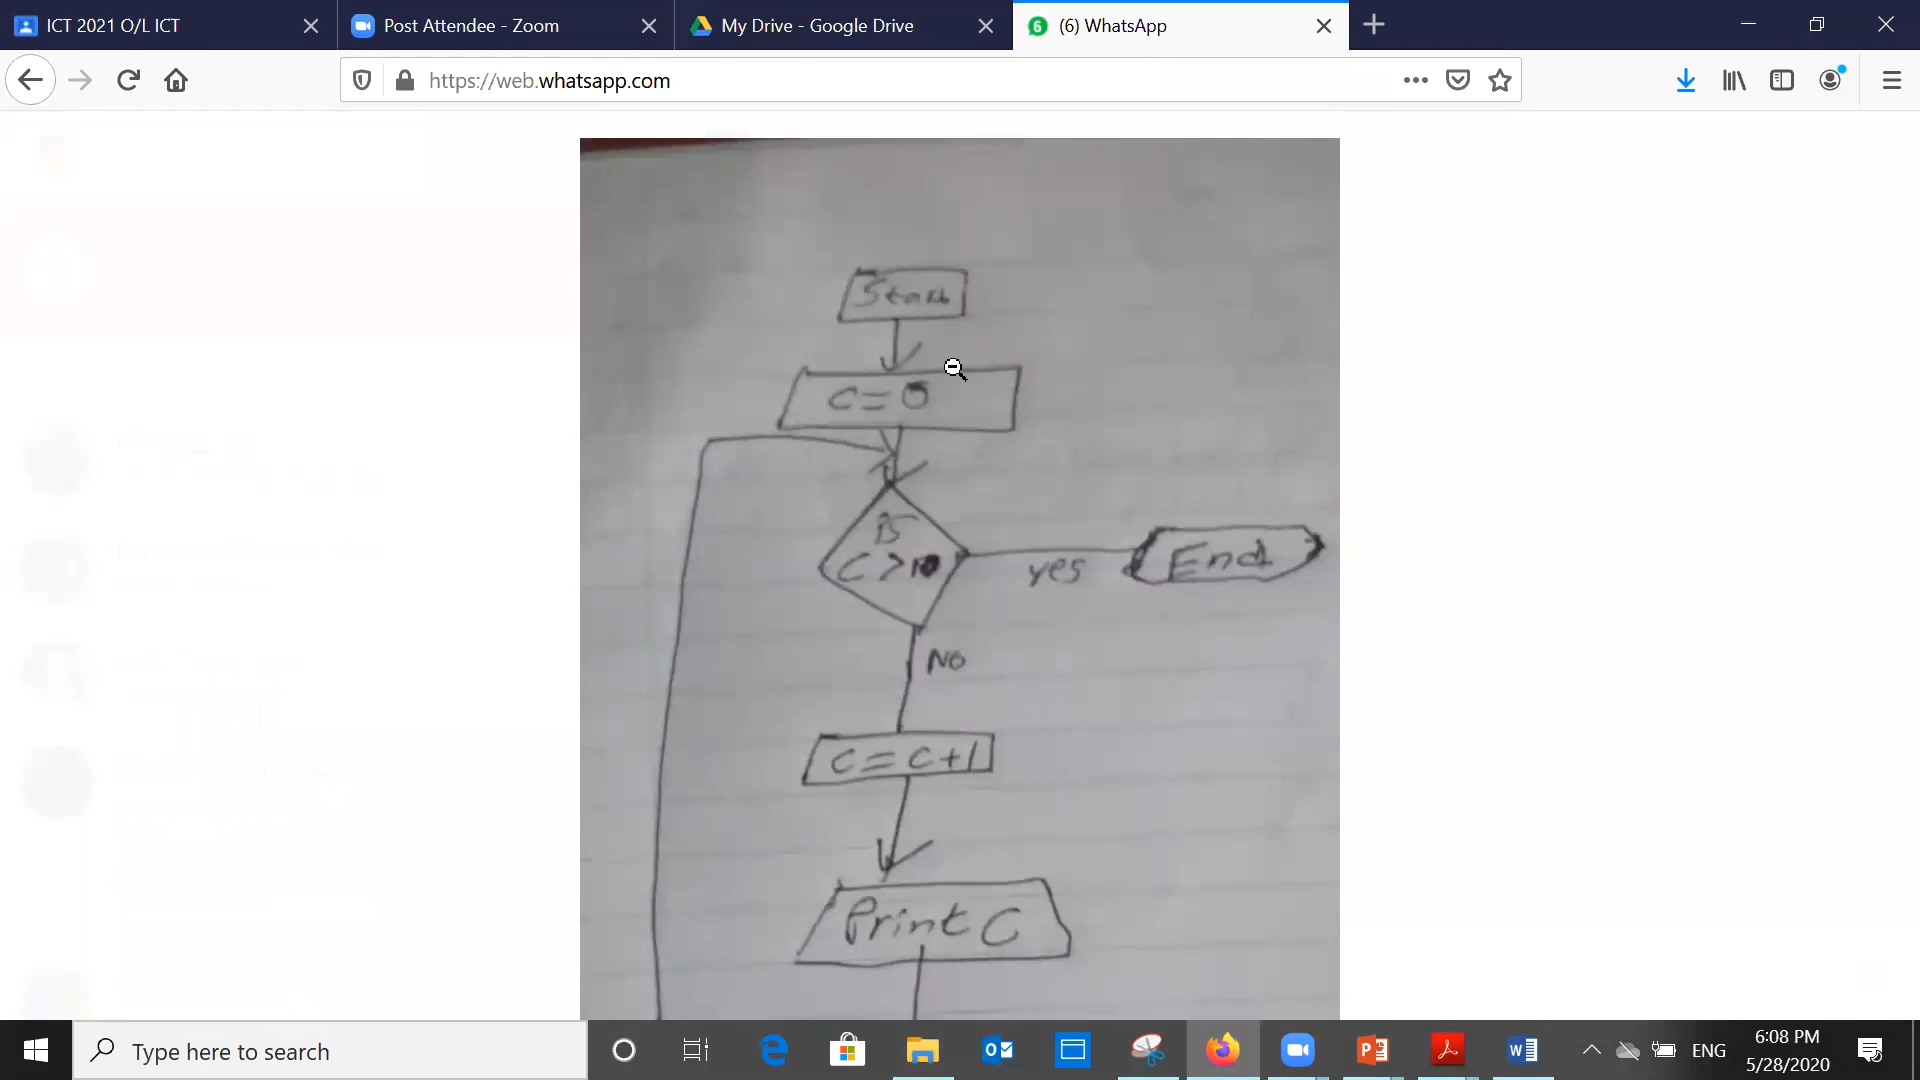 ICT 2021 O/L ICT
Post Attendee - Zoom
My Drive - Google Drive
(6) WhatsApp
https://web.whatsapp.com
Start
C = 0
is
C > 10
yes
End
No
C = C + 1
Print C
Type here to search
ENG
6:08 PM
5/28/2020